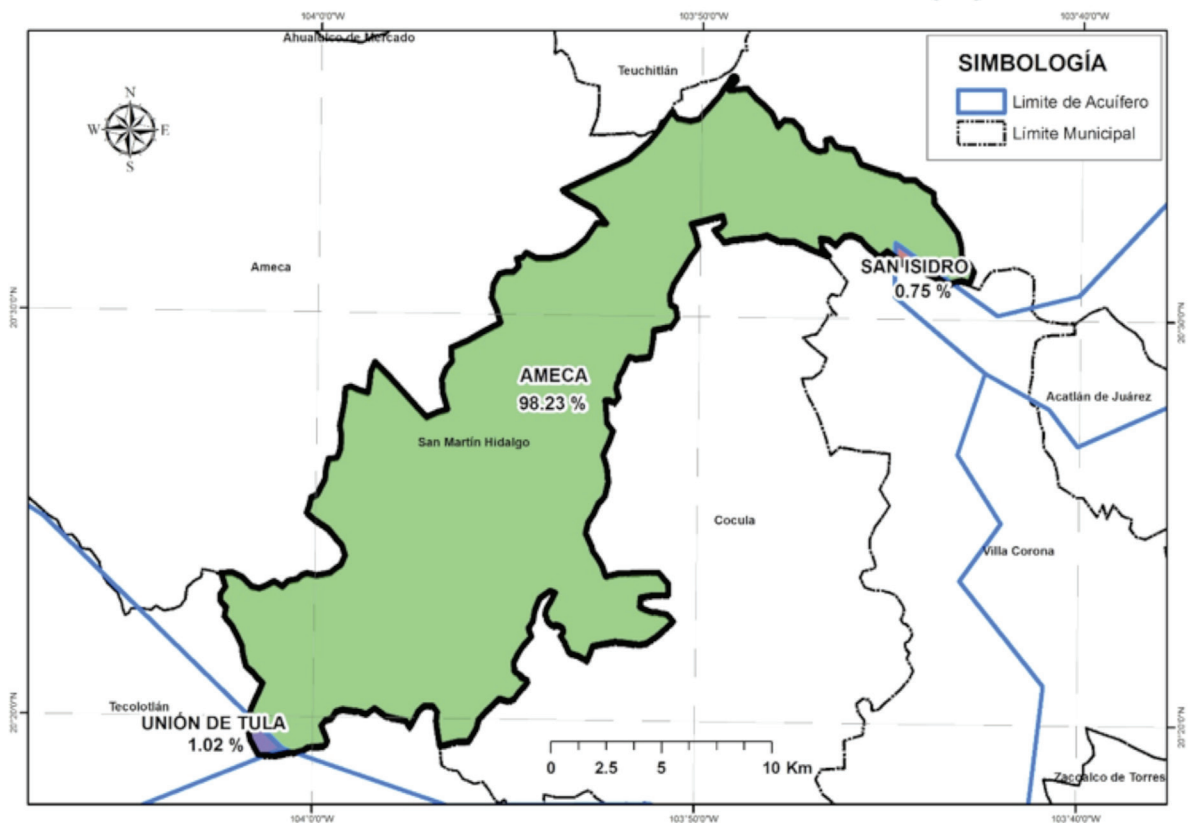 104°0'0"W
103°50'0"W
103°40'0"W
Ahualulco de Mercado
Teuchitlán
SIMBOLOGÍA
Limite de Acuífero
Límite Municipal
N
W
E
S
Ameca
SAN ISIDRO
0.75 %
20°30'0"N
20°30'0"N
AMECA
98.23 %
Acatlán de Juárez
San Martín Hidalgo
Cocula
Villa Corona
Tecolotlán
UNIÓN DE TULA
1.02 %
20°20'0"N
20°20'0"N
0 2.5 5 10 Km
Zacoalco de Torres
104°0'0"W
103°50'0"W
103°40'0"W